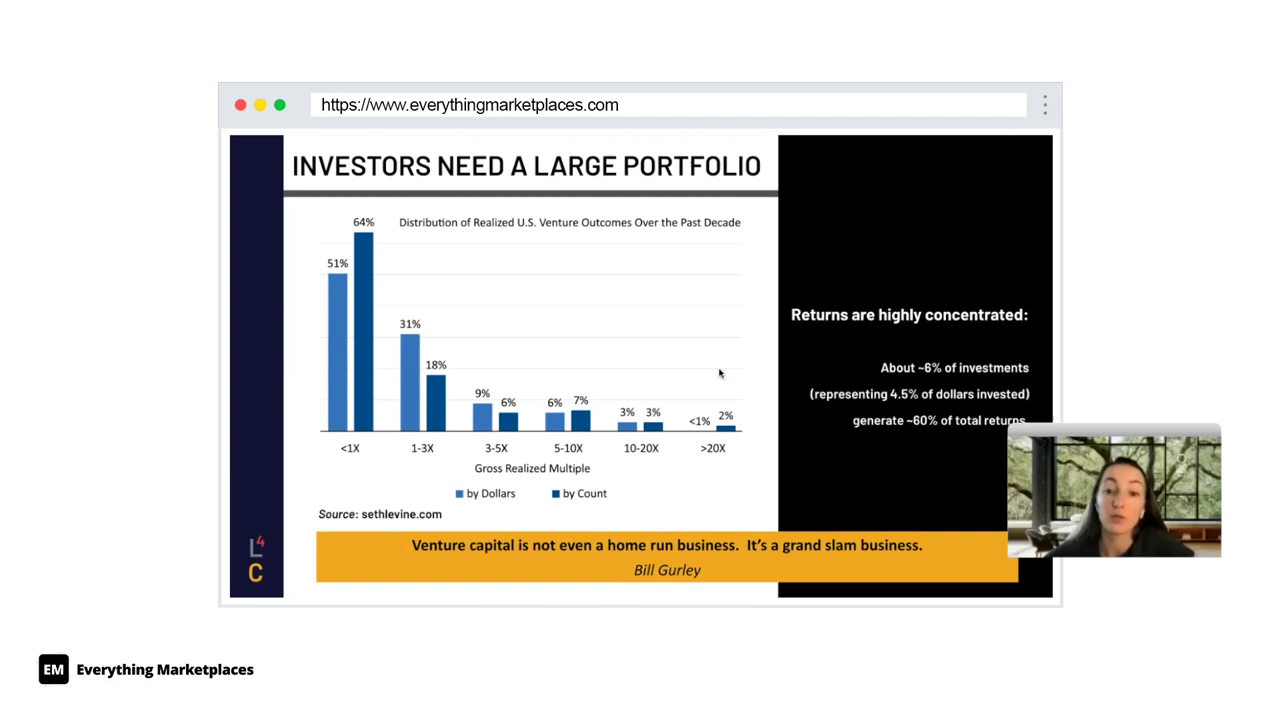 https://www.everythingmarketplaces.com
INVESTORS NEED A LARGE PORTFOLIO
Distribution of Realized U.S. Venture Outcomes Over the Past Decade
64%
51%
31%
18%
9%
6%
6%
7%
3%
3%
<1%
2%
<1X
1-3X
3-5X
5-10X
10-20X
>20X
Gross Realized Multiple
by Dollars
by Count
Source: sethlevine.com
Returns are highly concentrated:
About ~6% of investments
(representing 4.5% of dollars invested)
generate ~60% of total returns.
L4
C
Venture capital is not even a home run business. It’s a grand slam business.
Bill Gurley
EM
Everything Marketplaces